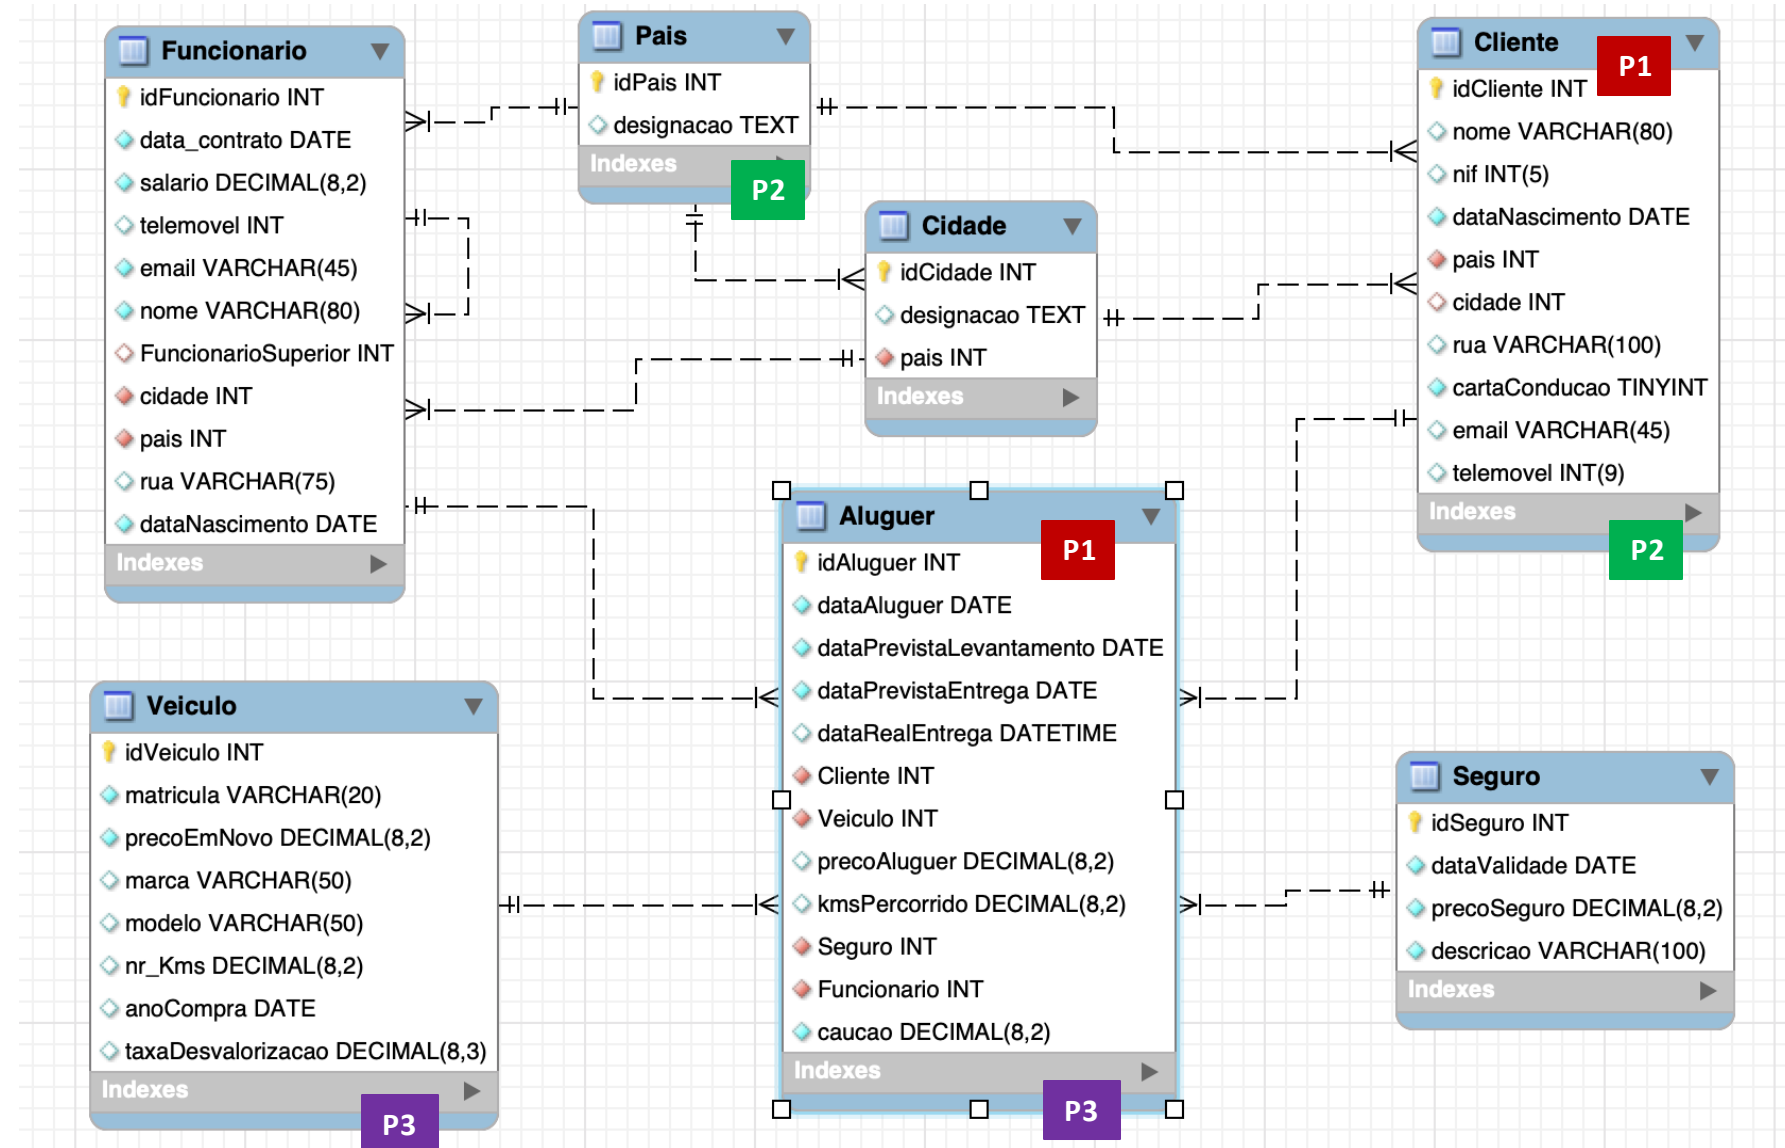 Funcionario
idFuncionario INT
data_contrato DATE
salario DECIMAL(8,2)
telemovel INT
email VARCHAR(45)
nome VARCHAR(80)
FuncionarioSuperior INT
cidade INT
pais INT
rua VARCHAR(75)
dataNascimento DATE
Indexes
Pais
idPais INT
designacao TEXT
Indexes
P2
Cidade
idCidade INT
designacao TEXT
pais INT
Indexes
Cliente
P1
idCliente INT
nome VARCHAR(80)
nif INT(5)
dataNascimento DATE
pais INT
cidade INT
rua VARCHAR(100)
cartaConducao TINYINT
email VARCHAR(45)
telemovel INT(9)
Indexes
P2
Veiculo
idVeiculo INT
matricula VARCHAR(20)
precoEmNovo DECIMAL(8,2)
marca VARCHAR(50)
modelo VARCHAR(50)
nr_Kms DECIMAL(8,2)
anoCompra DATE
taxaDesvalorizacao DECIMAL(8,3)
Indexes
P3
Aluguer
P1
idAluguer INT
dataAluguer DATE
dataPrevistaLevantamento DATE
dataPrevistaEntrega DATE
dataRealEntrega DATETIME
Cliente INT
Veiculo INT
precoAluguer DECIMAL(8,2)
kmsPercorrido DECIMAL(8,2)
Seguro INT
Funcionario INT
caucao DECIMAL(8,2)
Indexes
P3
Seguro
idSeguro INT
dataValidade DATE
precoSeguro DECIMAL(8,2)
descricao VARCHAR(100)
Indexes